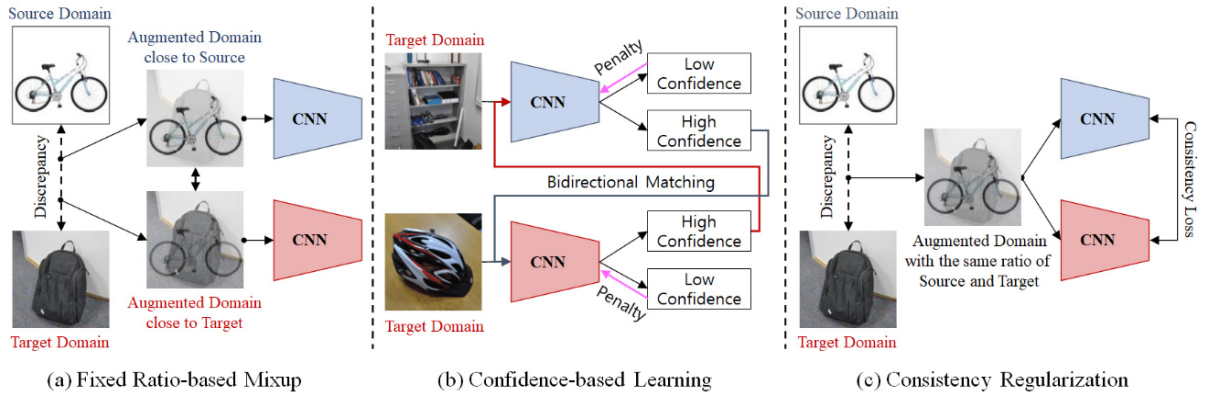 Source Domain
Discrepancy
Target Domain
Augmented Domain
close to Source
CNN
CNN
Augmented Domain
close to Target
(a) Fixed Ratio-based Mixup
Target Domain
CNN
Penalty
Low
Confidence
High
Confidence
Bidirectional Matching
CNN
High
Confidence
Low
Confidence
Penalty
Target Domain
(b) Confidence-based Learning
Source Domain
Discrepancy
Target Domain
Augmented Domain
with the same ratio of
Source and Target
CNN
CNN
Consistency Loss
(c) Consistency Regularization